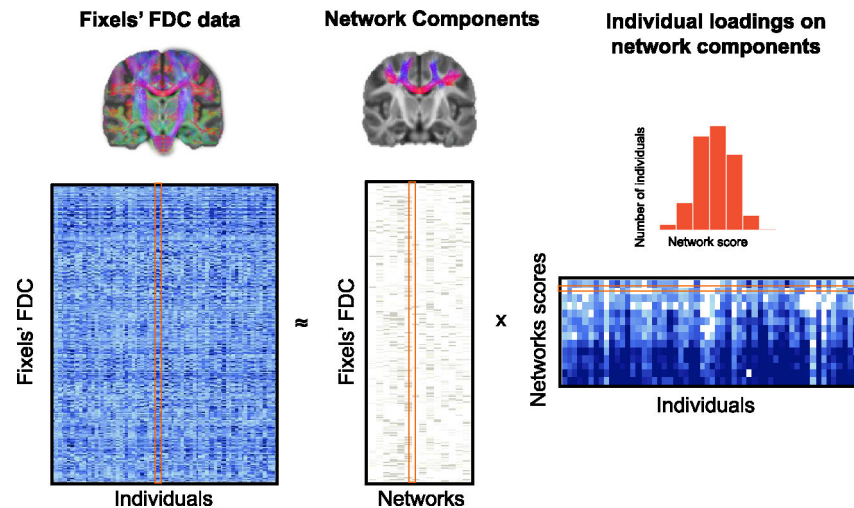 Fixels' FDC data
Network Components
Individual loadings on
network components
Number of individuals
Network score
Fixels' FDC
Individuals
≈
Fixels' FDC
Networks
x
Networks scores
Individuals